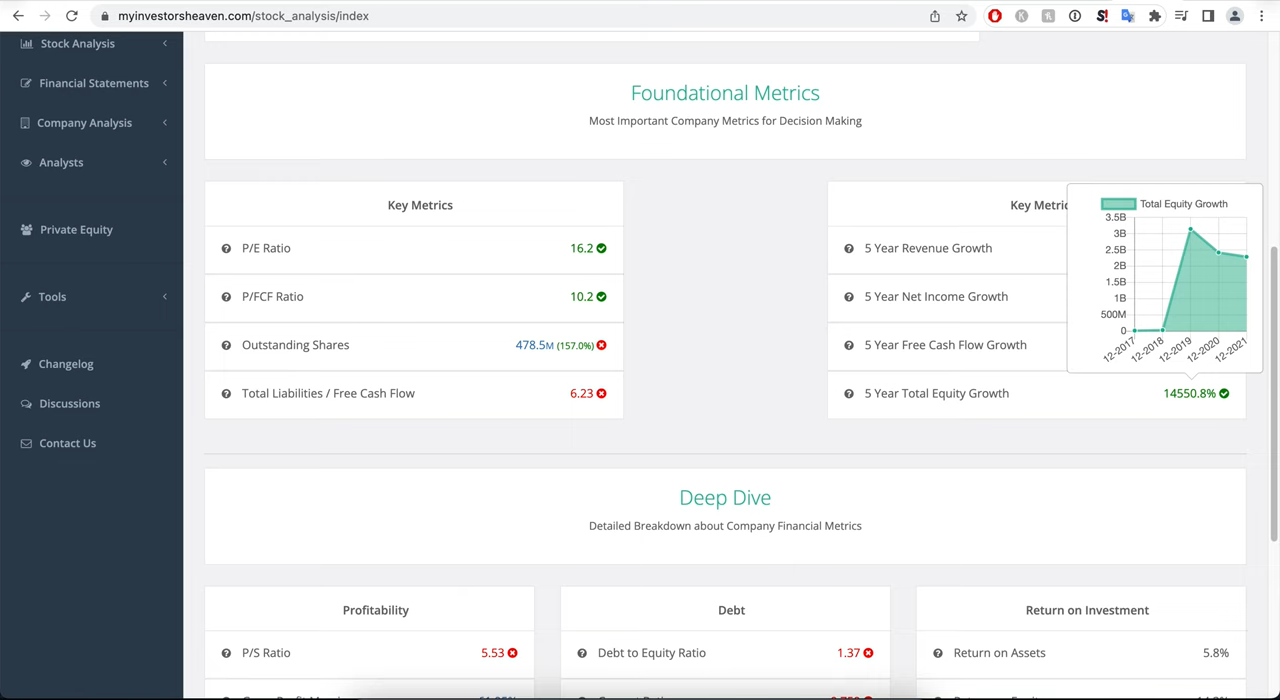 myinvestorsheaven.com/stock_analysis/index
Stock Analysis
Financial Statements
Company Analysis
Analysts
Private Equity
Tools
Changelog
Discussions
Contact Us
Foundational Metrics
Most Important Company Metrics for Decision Making
Key Metrics
P/E Ratio 16.2
P/FCF Ratio 10.2
Outstanding Shares 478.5M (157.0%)
Total Liabilities / Free Cash Flow 6.23
Key Metric
5 Year Revenue Growth
5 Year Net Income Growth
5 Year Free Cash Flow Growth
5 Year Total Equity Growth 14550.8%
Total Equity Growth
3.5B
3B
2.5B
2B
1.5B
1B
500M
0
12-2017
12-2018
12-2019
12-2020
12-2021
Deep Dive
Detailed Breakdown about Company Financial Metrics
Profitability
P/S Ratio 5.53
Debt
Debt to Equity Ratio 1.37
Return on Investment
Return on Assets 5.8%